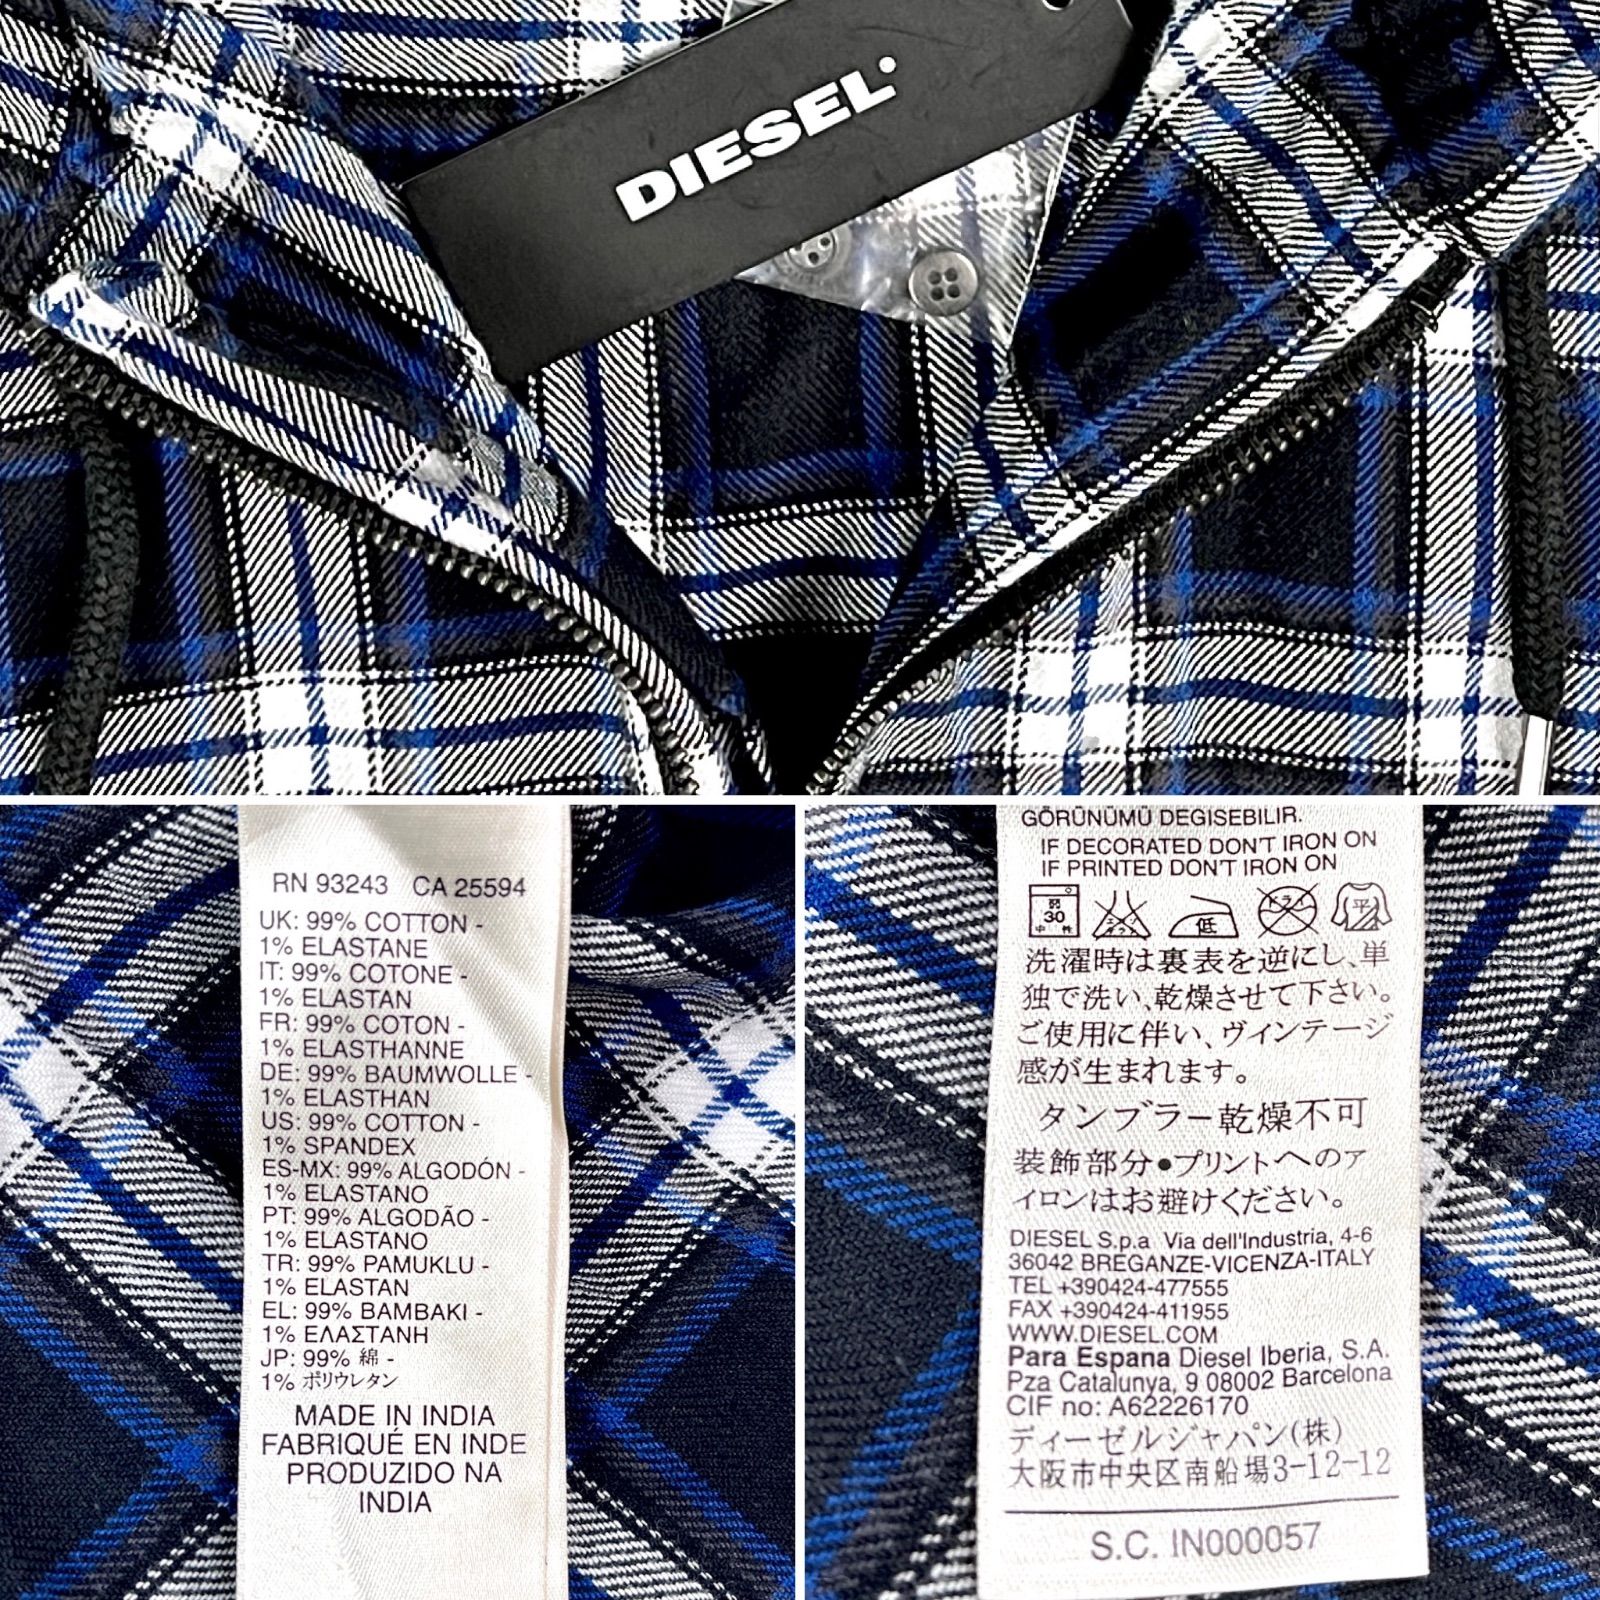 DIESEL
RN 93243 CA 25594
UK: 99% COTTON -
1% ELASTANE
IT: 99% COTONE -
1% ELASTAN
FR: 99% COTON -
1% ELASTHANNE
DE: 99% BAUMWOLLE -
1% ELASTHAN
US: 99% COTTON -
1% SPANDEX
ES-MX: 99% ALGODÓN -
1% ELASTANO
PT: 99% ALGODÃO -
1% ELASTANO
TR: 99% PAMUKLU -
1% ELASTAN
EL: 99% BAMBAKI -
1% ΕΛΑΣΤΑΝΗ
JP: 99% 綿 -
1% ポリウレタン
MADE IN INDIA
FABRIQUÉ EN INDE
PRODUZIDO NA
INDIA
GÖRÜNÜMÜ DEGISEBILIR.
IF DECORATED DON'T IRON ON
IF PRINTED DON'T IRON ON
弱 30 中性 低 平
洗濯時は裏表を逆にし、単
独で洗い、乾燥させて下さい。
ご使用に伴い、ヴィンテージ
感が生まれます。
タンブラー乾燥不可
装飾部分•プリントへのア
イロンはお避けください。
DIESEL S.p.a Via dell'Industria, 4-6
36042 BREGANZE-VICENZA-ITALY
TEL +390424-477555
FAX +390424-411955
WWW.DIESEL.COM
Para Espana Diesel Iberia, S.A.
Pza Catalunya, 9 08002 Barcelona
CIF no: A62226170
ディーゼルジャパン(株)
大阪市中央区南船場3-12-12
S.C. IN000057